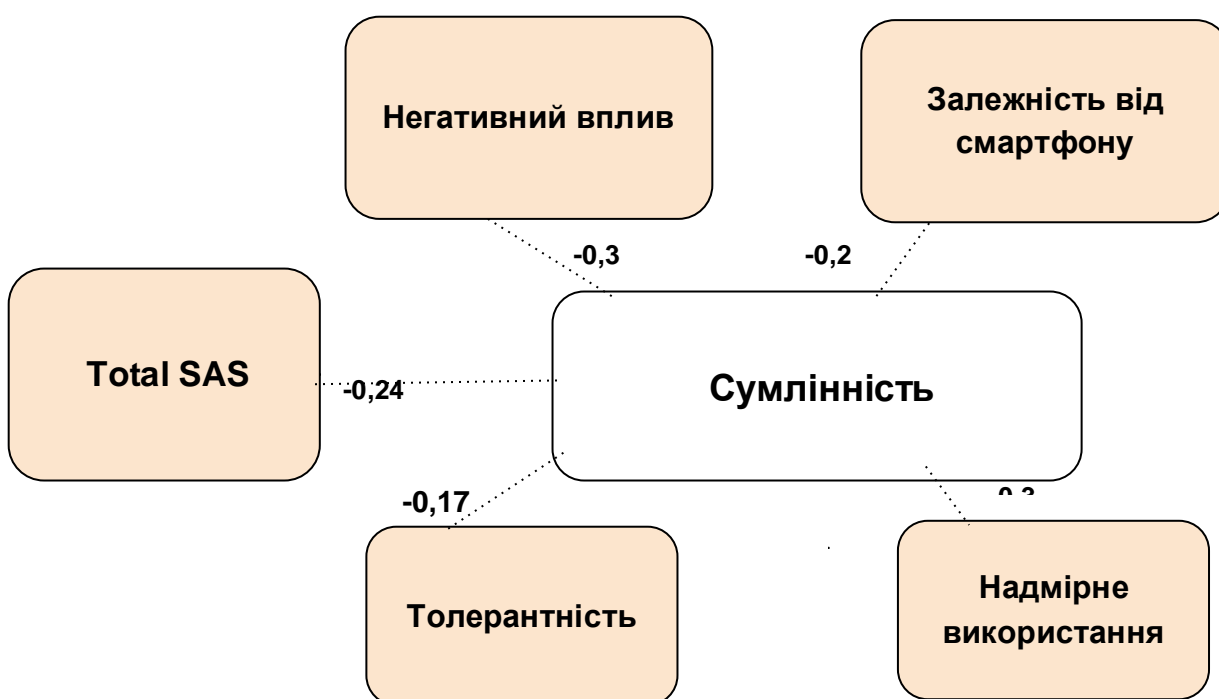 Негативний вплив
Залежність від
смартфону
-0,3
-0,2
Total SAS
-0,24
Сумлінність
-0,17
Толерантність
Надмірне
використання